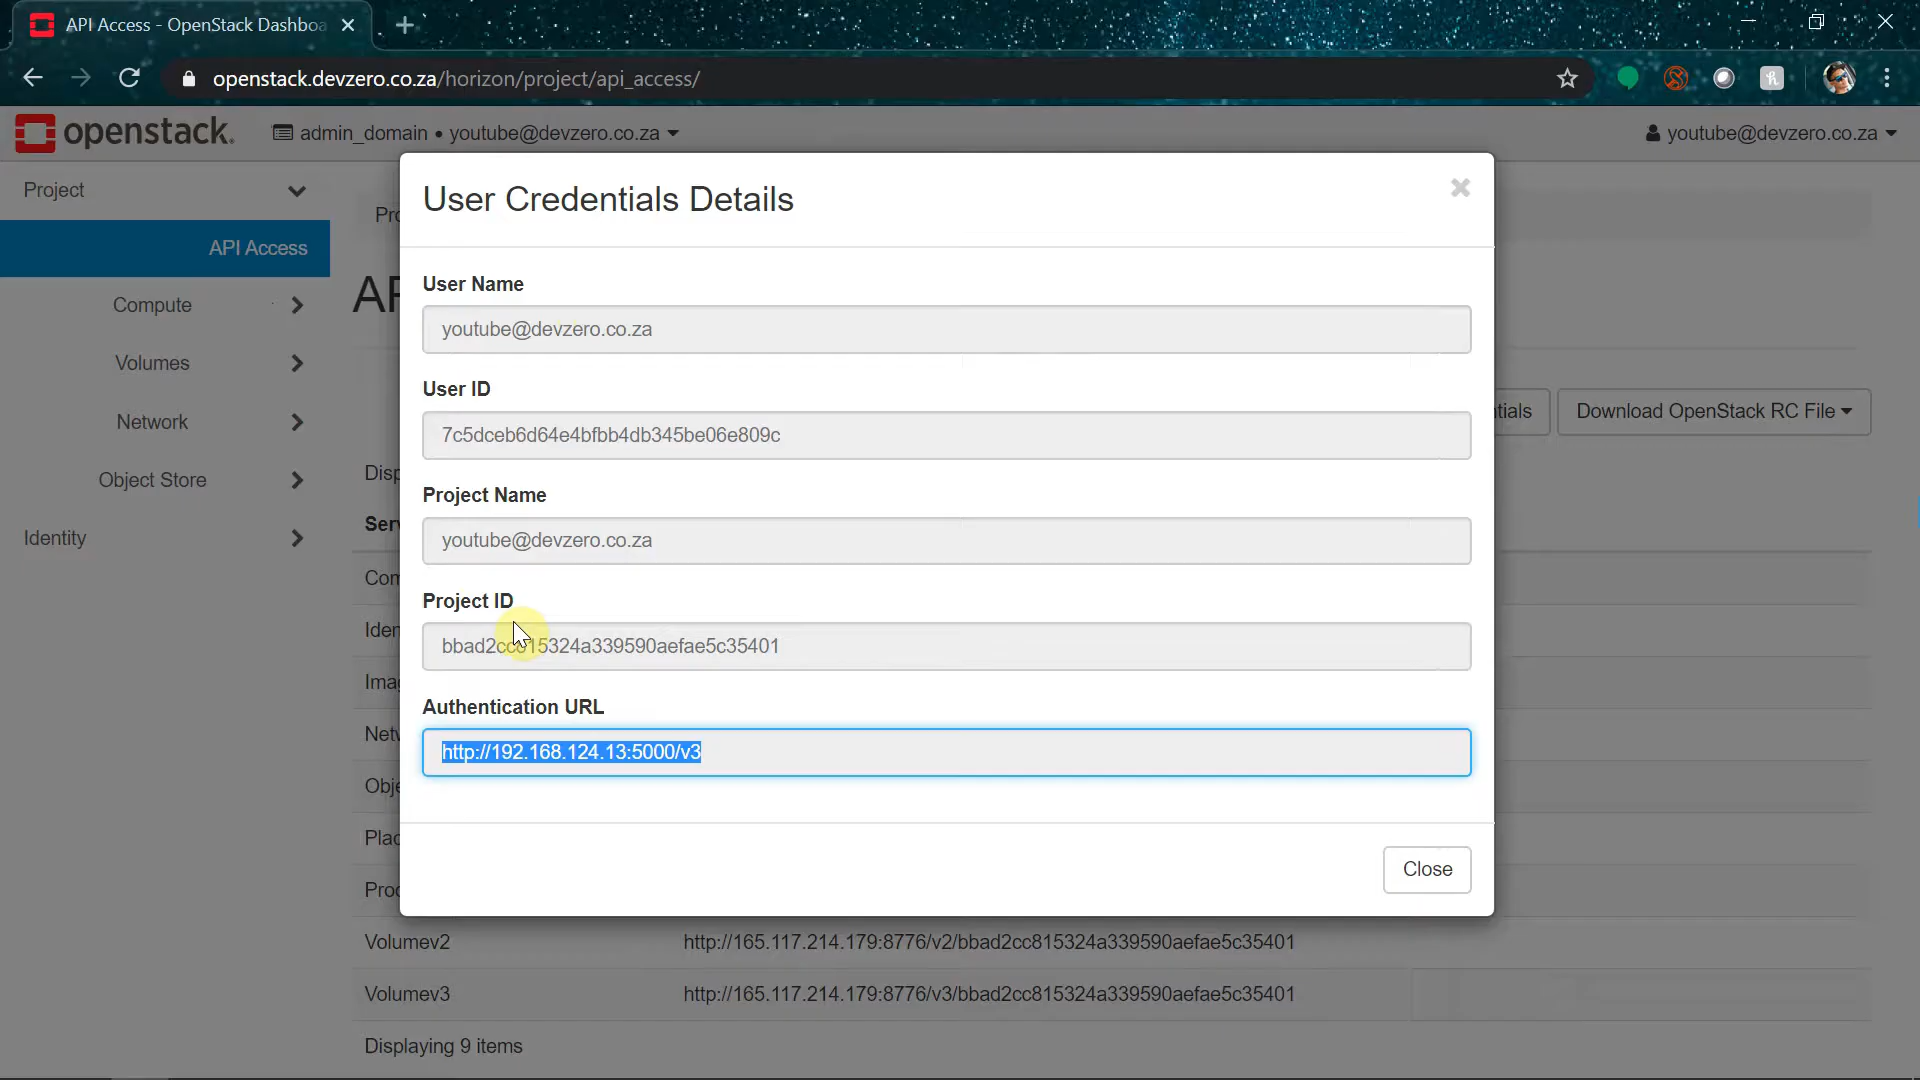 API Access - OpenStack Dashboa
openstack.devzero.co.za/horizon/project/api_access/
openstack.
admin_domain • youtube@devzero.co.za
youtube@devzero.co.za
Project
API Access
Compute
Volumes
Network
Object Store
Identity
User Credentials Details
User Name
youtube@devzero.co.za
User ID
7c5dceb6d64e4bfbb4db345be06e809c
Project Name
youtube@devzero.co.za
Project ID
bbad2cc815324a339590aefae5c35401
Authentication URL
http://192.168.124.13:5000/v3
Close
Download OpenStack RC File
Volumev2 http://165.117.214.179:8776/v2/bbad2cc815324a339590aefae5c35401
Volumev3 http://165.117.214.179:8776/v3/bbad2cc815324a339590aefae5c35401
Displaying 9 items